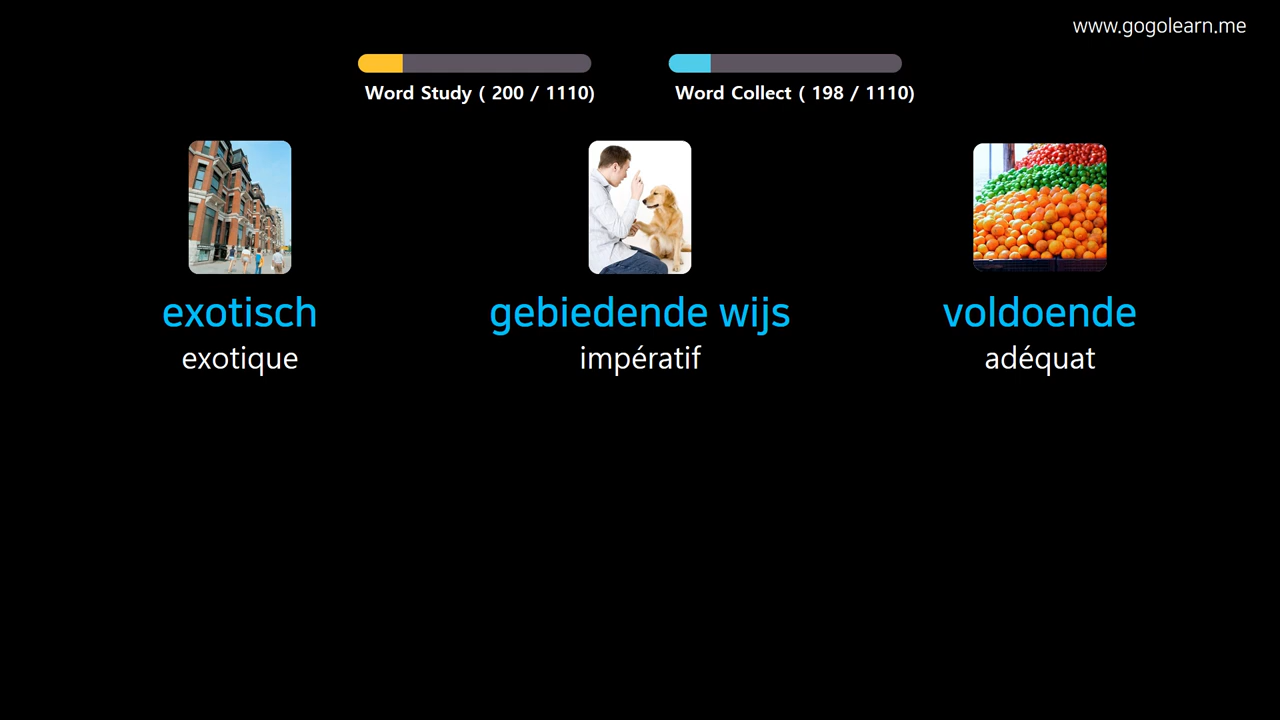 www.gogolearn.me
Word Study ( 200 / 1110)
Word Collect ( 198 / 1110)
exotisch
exotique
gebiedende wijs
impératif
voldoende
adéquat